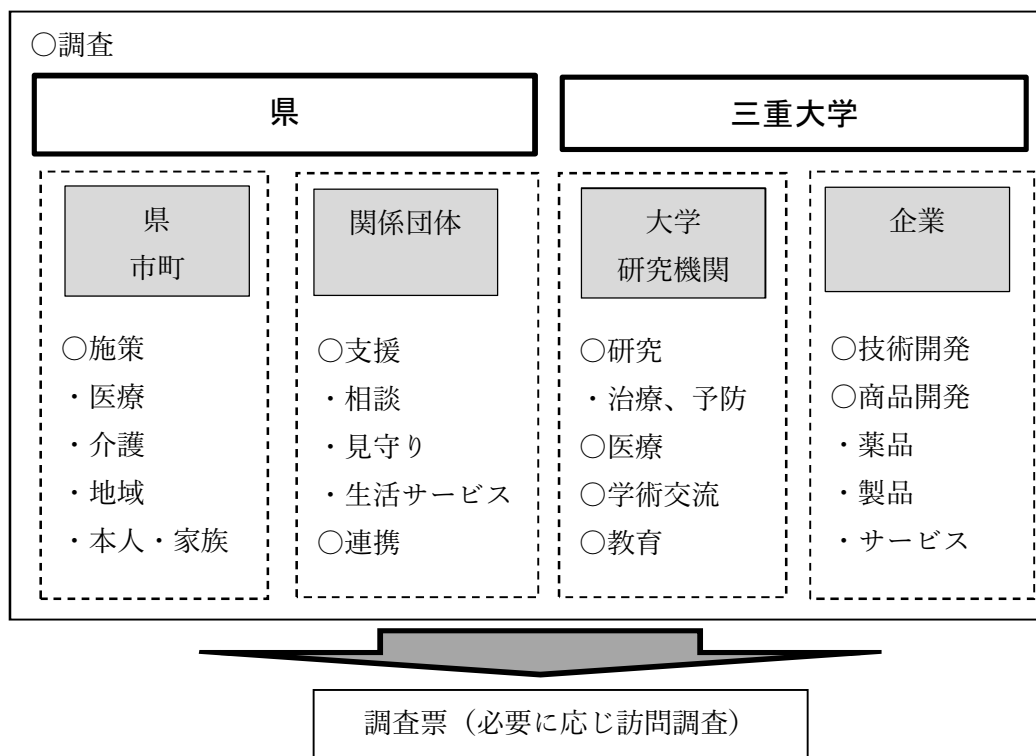 ○調査
県
三重大学
県
市町
○施策
・医療
・介護
・地域
・本人・家族
関係団体
○支援
・相談
・見守り
・生活サービス
○連携
大学
研究機関
○研究
・治療、予防
○医療
○学術交流
○教育
企業
○技術開発
○商品開発
・薬品
・製品
・サービス
調査票（必要に応じ訪問調査）